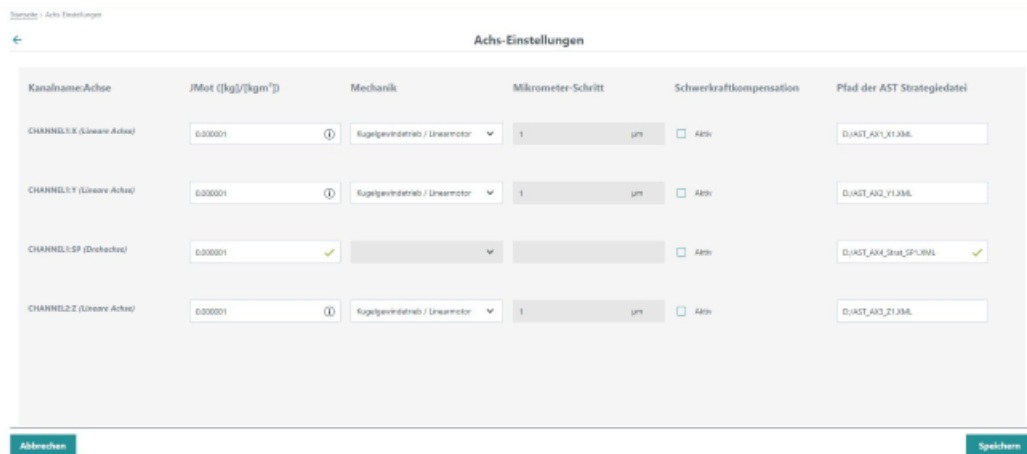 Startseite > Achs-Einstellungen
Achs-Einstellungen
Kanalname:Achse JMot ([kg]/[kgm²]) Mechanik Mikrometer-Schritt Schwerkraftkompensation Pfad der AST Strategiedatei
CHANNEL1:X (Lineare Achse) 0.000001 Kugelgewindetrieb / Linearmotor 1 µm Aktiv D:/AST_AX1_X1.XML
CHANNEL1:Y (Lineare Achse) 0.000001 Kugelgewindetrieb / Linearmotor 1 µm Aktiv D:/AST_AX2_Y1.XML
CHANNEL1:SP (Drehachse) 0.000001 Aktiv D:/AST_AX4_Strat_SP1.XML
CHANNEL2:Z (Lineare Achse) 0.000001 Kugelgewindetrieb / Linearmotor 1 µm Aktiv D:/AST_AX3_Z1.XML
Abbrechen Speichern